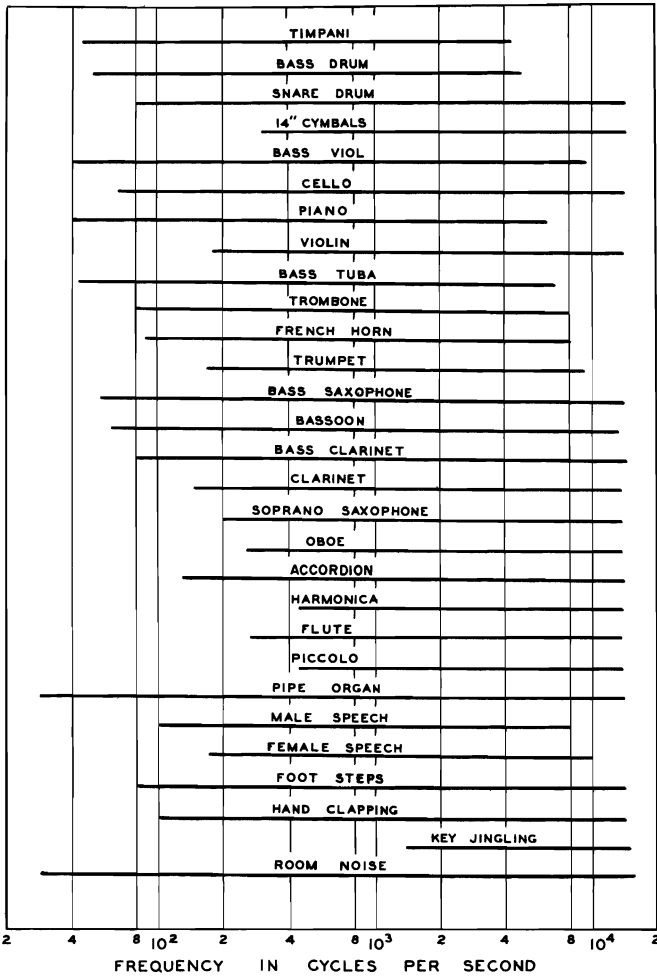 TIMPANI
BASS DRUM
SNARE DRUM
14" CYMBALS
BASS VIOL
CELLO
PIANO
VIOLIN
BASS TUBA
TROMBONE
FRENCH HORN
TRUMPET
BASS SAXOPHONE
BASSOON
BASS CLARINET
CLARINET
SOPRANO SAXOPHONE
OBOE
ACCORDION
HARMONICA
FLUTE
PICCOLO
PIPE ORGAN
MALE SPEECH
FEMALE SPEECH
FOOT STEPS
HAND CLAPPING
KEY JINGLING
ROOM NOISE
2 4 8 10² 2 4 8 10³ 2 4 8 10⁴ 2
FREQUENCY IN CYCLES PER SECOND